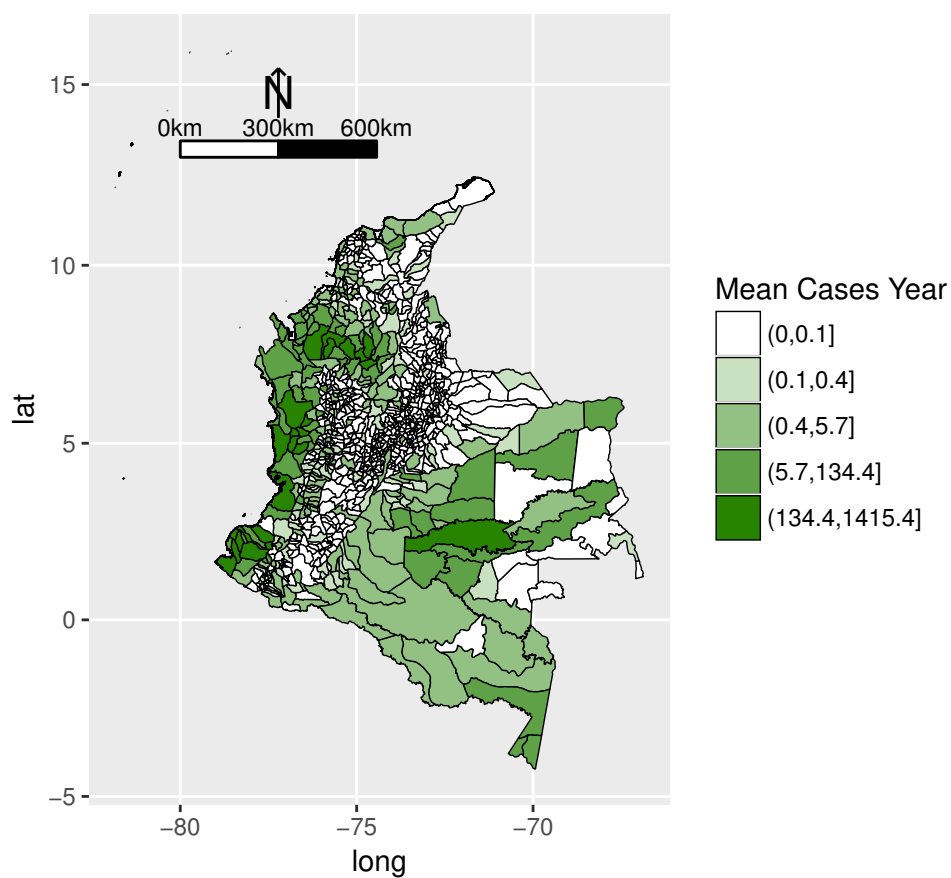 15
10
5
0
−5
lat
N
0km 300km 600km
−80 −75 −70
long
Mean Cases Year
(0,0.1]
(0.1,0.4]
(0.4,5.7]
(5.7,134.4]
(134.4,1415.4]